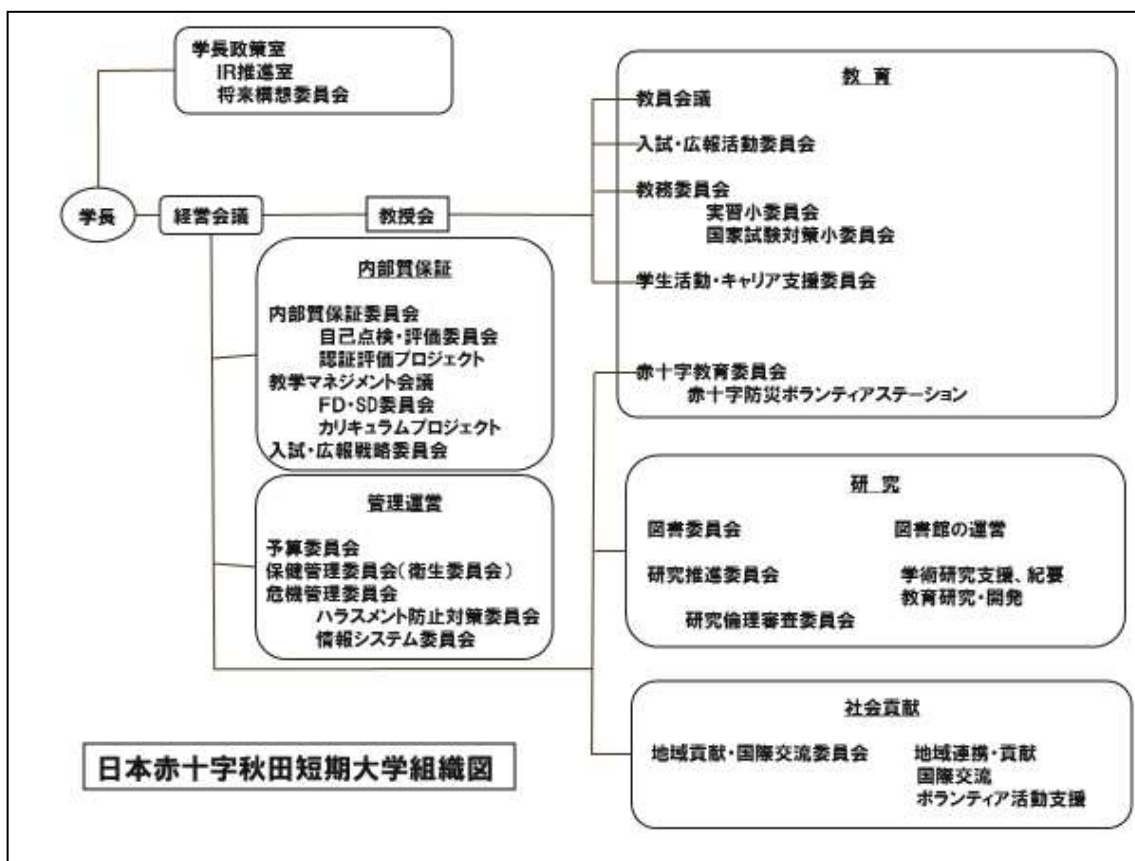 学長政策室
IR推進室
将来構想委員会
学長
経営会議
教授会
教 育
教員会議
入試・広報活動委員会
教務委員会
実習小委員会
国家試験対策小委員会
学生活動・キャリア支援委員会
赤十字教育委員会
赤十字防災ボランティアステーション
内部質保証
内部質保証委員会
自己点検・評価委員会
認証評価プロジェクト
教学マネジメント会議
FD・SD委員会
カリキュラムプロジェクト
入試・広報戦略委員会
管理運営
予算委員会
保健管理委員会(衛生委員会)
危機管理委員会
ハラスメント防止対策委員会
情報システム委員会
研 究
図書委員会 図書館の運営
研究推進委員会 学術研究支援、紀要
教育研究・開発
研究倫理審査委員会
社会貢献
地域貢献・国際交流委員会 地域連携・貢献
国際交流
ボランティア活動支援
日本赤十字秋田短期大学組織図